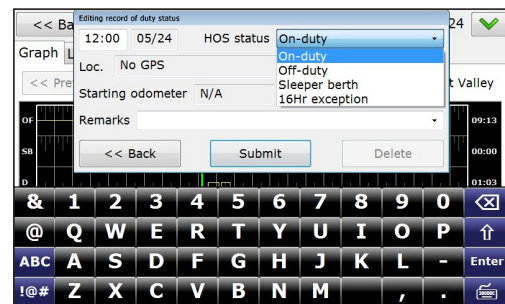 << Ba
Editing record of duty status
24
12:00 05/24 HOS status On-duty
On-duty
Off-duty
Sleeper berth
16Hr exception
Graph L
Loc. No GPS
<< Pre
t Valley
Starting odometer N/A
Remarks
OF 09:13
<< Back Submit Delete
SB 00:00
D 01:03
& 1 2 3 4 5 6 7 8 9 0
@ Q W E R T Y U I O P
ABC A S D F G H J K L - Enter
!@# Z X C V B N M , .